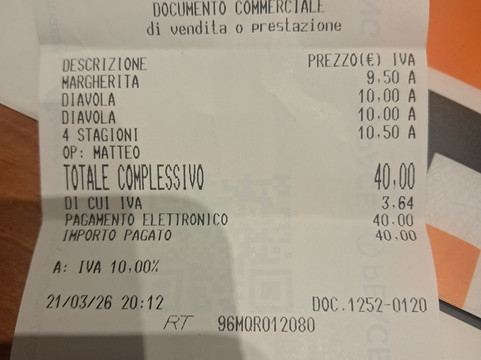 DOCUMENTO COMMERCIALE
di vendita o prestazione
DESCRIZIONE PREZZO(€) IVA
MARGHERITA 9,50 A
DIAVOLA 10,00 A
DIAVOLA 10,00 A
4 STAGIONI 10,50 A
OP: MATTEO
TOTALE COMPLESSIVO 40,00
DI CUI IVA 3,64
PAGAMENTO ELETTRONICO 40,00
IMPORTO PAGATO 40,00
A: IVA 10,00%
21/03/26 20:12 DOC.1252-0120
RT 96MQR012080